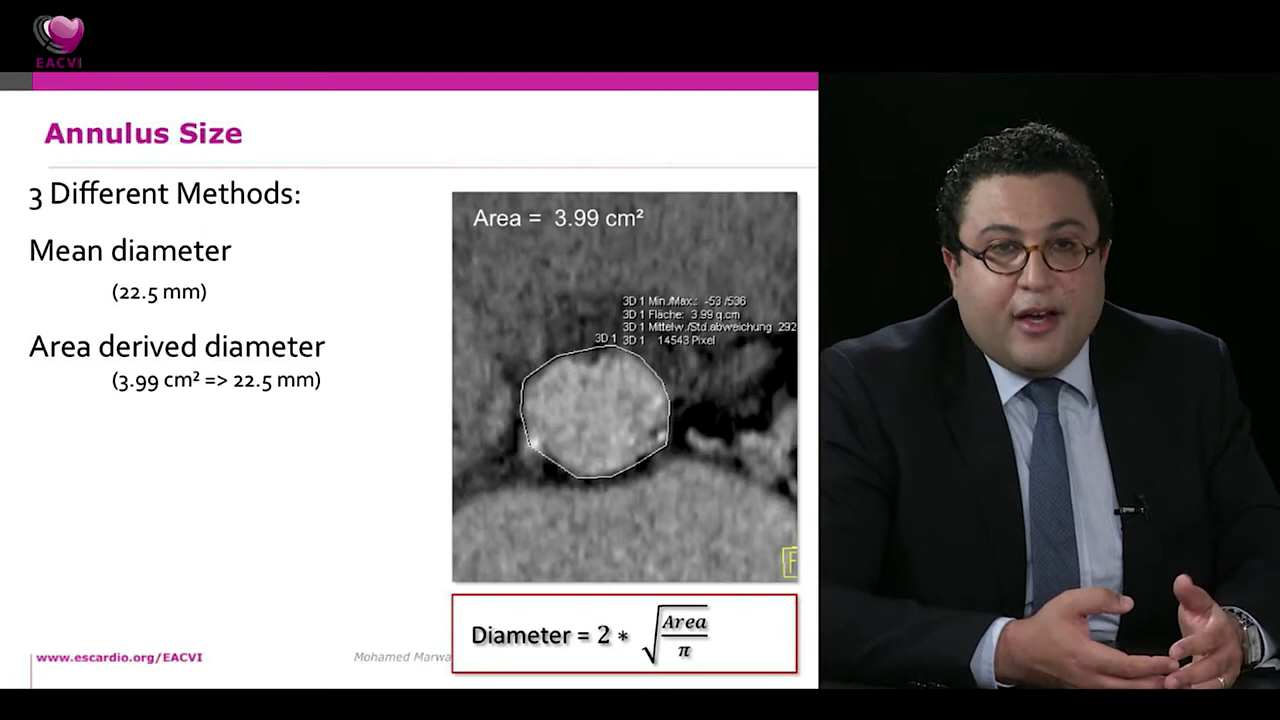 EACVI
Annulus Size
3 Different Methods:
Mean diameter
(22.5 mm)
Area derived diameter
(3.99 cm² => 22.5 mm)
Area = 3.99 cm²
3D 1 Min./Max.: -53 /536
3D 1 Fläche: 3.99 q.cm
3D 1 Mittelw./Std.abweichung 292
3D 1 3D 1 14543 Pixel
F
Diameter = 2 * √(Area/π)
www.escardio.org/EACVI
Mohamed Marwa